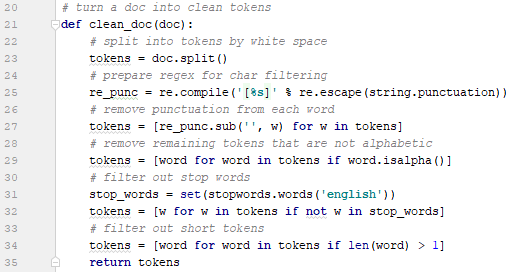 20 # turn a doc into clean tokens
21 def clean_doc(doc):
22     # split into tokens by white space
23     tokens = doc.split()
24     # prepare regex for char filtering
25     re_punc = re.compile('[%s]' % re.escape(string.punctuation))
26     # remove punctuation from each word
27     tokens = [re_punc.sub('', w) for w in tokens]
28     # remove remaining tokens that are not alphabetic
29     tokens = [word for word in tokens if word.isalpha()]
30     # filter out stop words
31     stop_words = set(stopwords.words('english'))
32     tokens = [w for w in tokens if not w in stop_words]
33     # filter out short tokens
34     tokens = [word for word in tokens if len(word) > 1]
35     return tokens